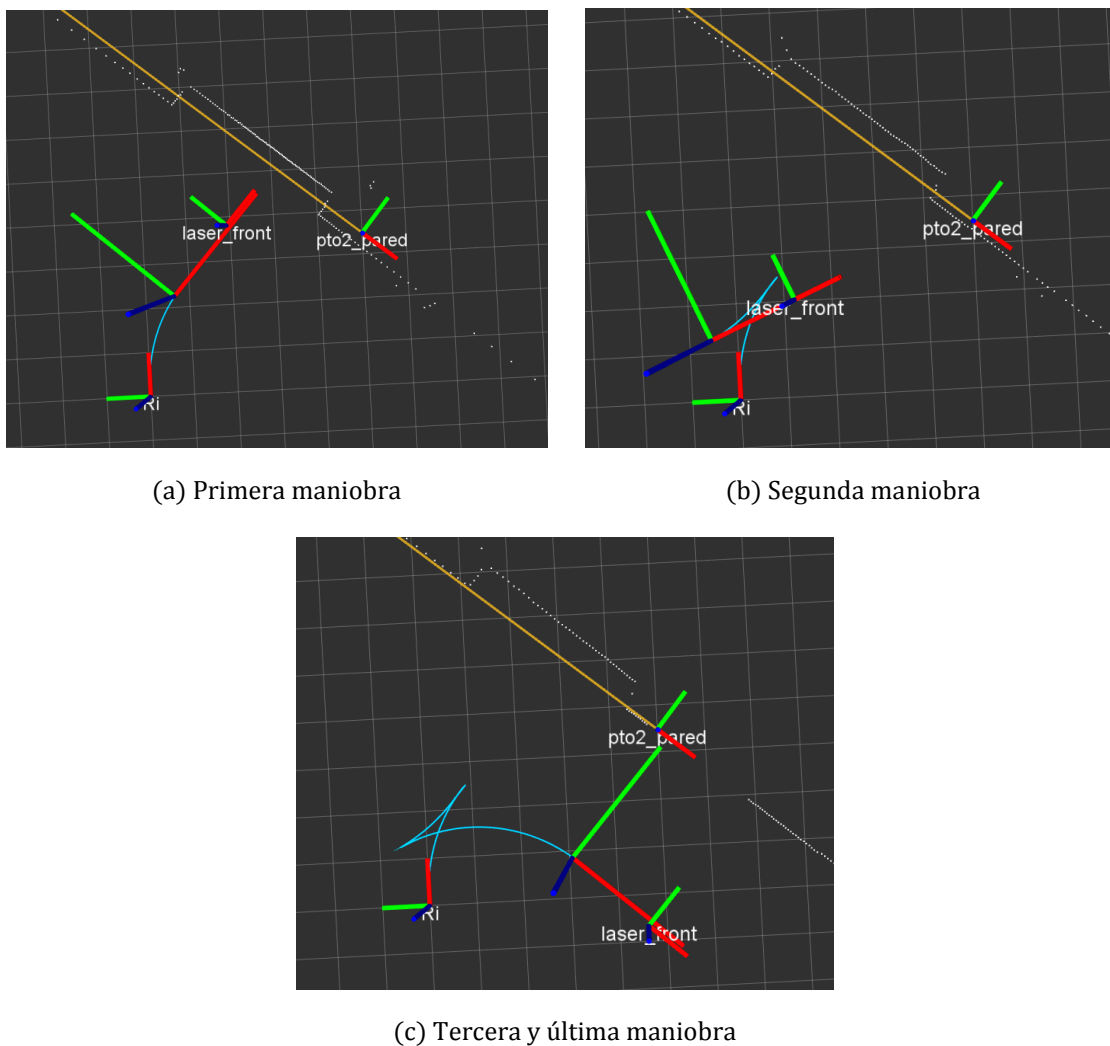 laser_front
pto2_pared
Ri
(a) Primera maniobra
pto2_pared
laser_front
Ri
(b) Segunda maniobra
pto2_pared
Ri
laser_front
(c) Tercera y última maniobra